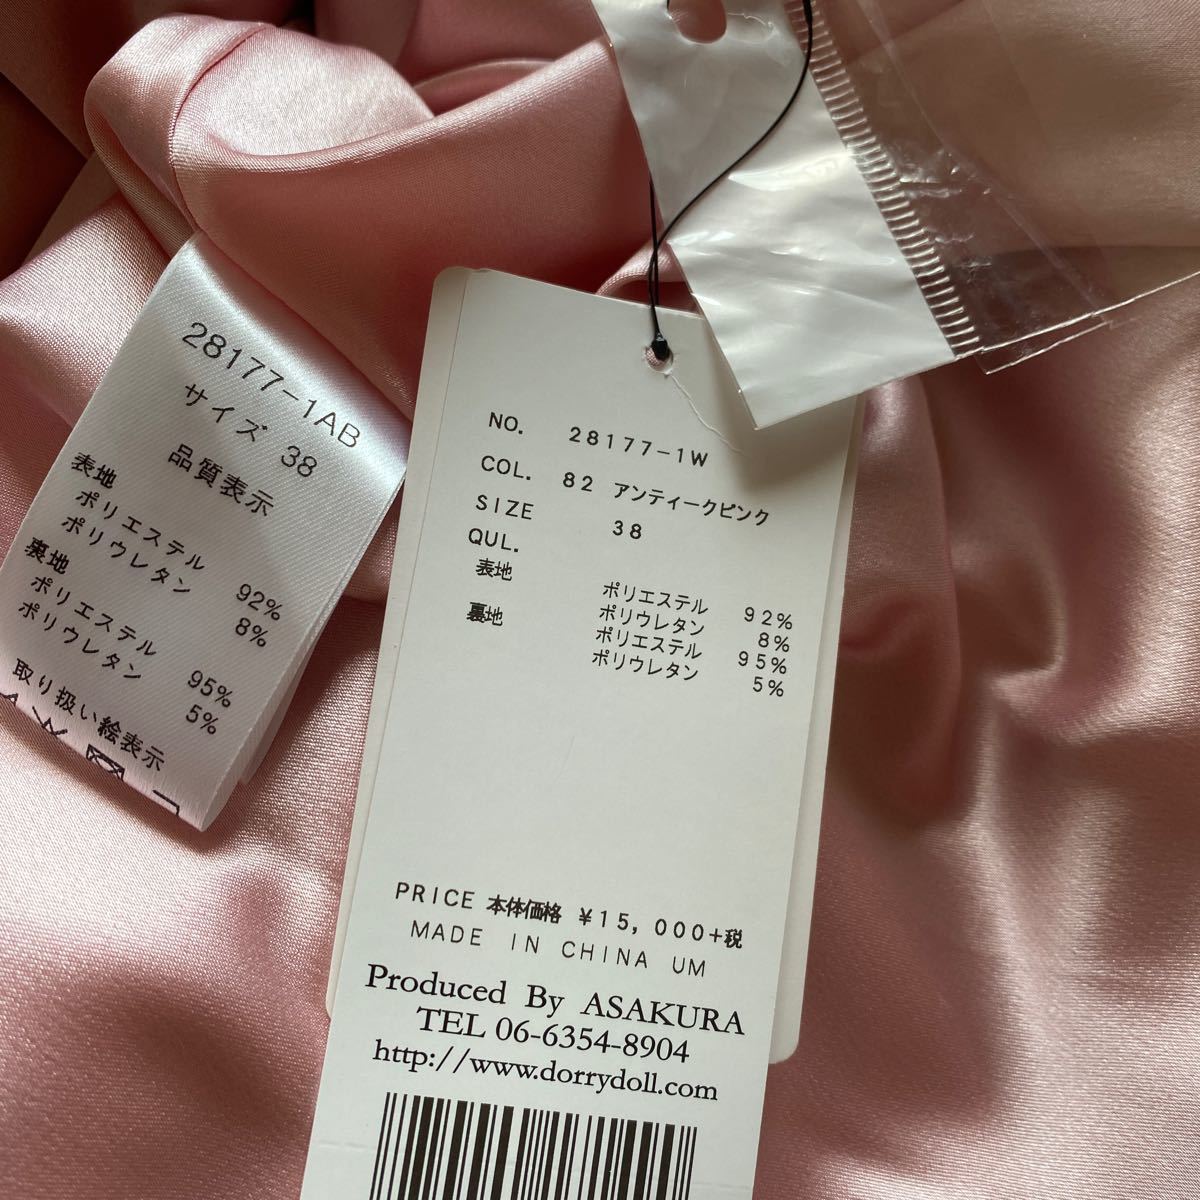 28177-1AB
サイズ 38
品質表示
表地
ポリエステル 92%
ポリウレタン 8%
裏地
ポリエステル 95%
ポリウレタン 5%
取り扱い絵表示
NO. 28177-1W
COL. 82 アンティークピンク
SIZE 38
QUL.
表地 ポリエステル 92%
ポリウレタン 8%
裏地 ポリエステル 95%
ポリウレタン 5%
PRICE 本体価格 ¥15,000+税
MADE IN CHINA UM
Produced By ASAKURA
TEL 06-6354-8904
http://www.dorrydoll.com